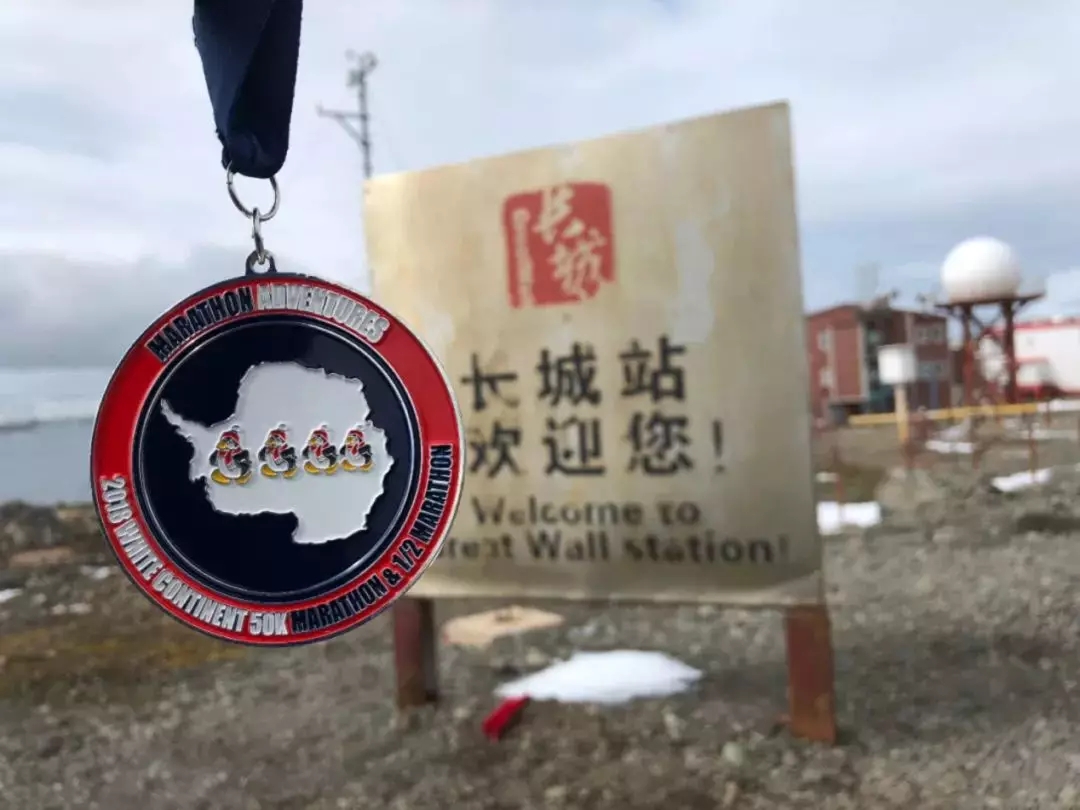 MARATHON ADVENTURES
2018 WHITE CONTINENT 50K MARATHON & 1/2 MARATHON
长城
长城站
欢迎您!
Welcome to
reat Wall station!